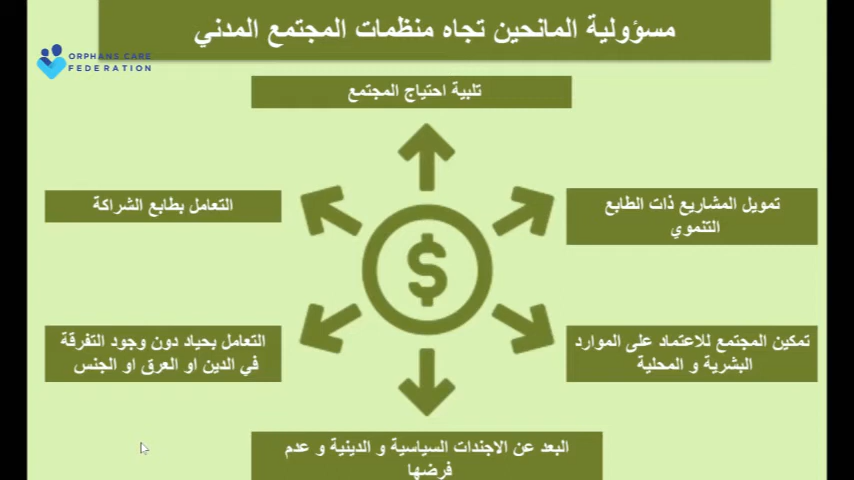 مسؤولية المانحين تجاه منظمات المجتمع المدني
ORPHANS CARE
FEDERATION
تلبية احتياج المجتمع
تمويل المشاريع ذات الطابع
التنموي
التعامل بطابع الشراكة
تمكين المجتمع للاعتماد على الموارد
البشرية و المحلية
التعامل بحياد دون وجود التفرقة
في الدين او العرق او الجنس
البعد عن الاجندات السياسية و الدينية و عدم
فرضها
$